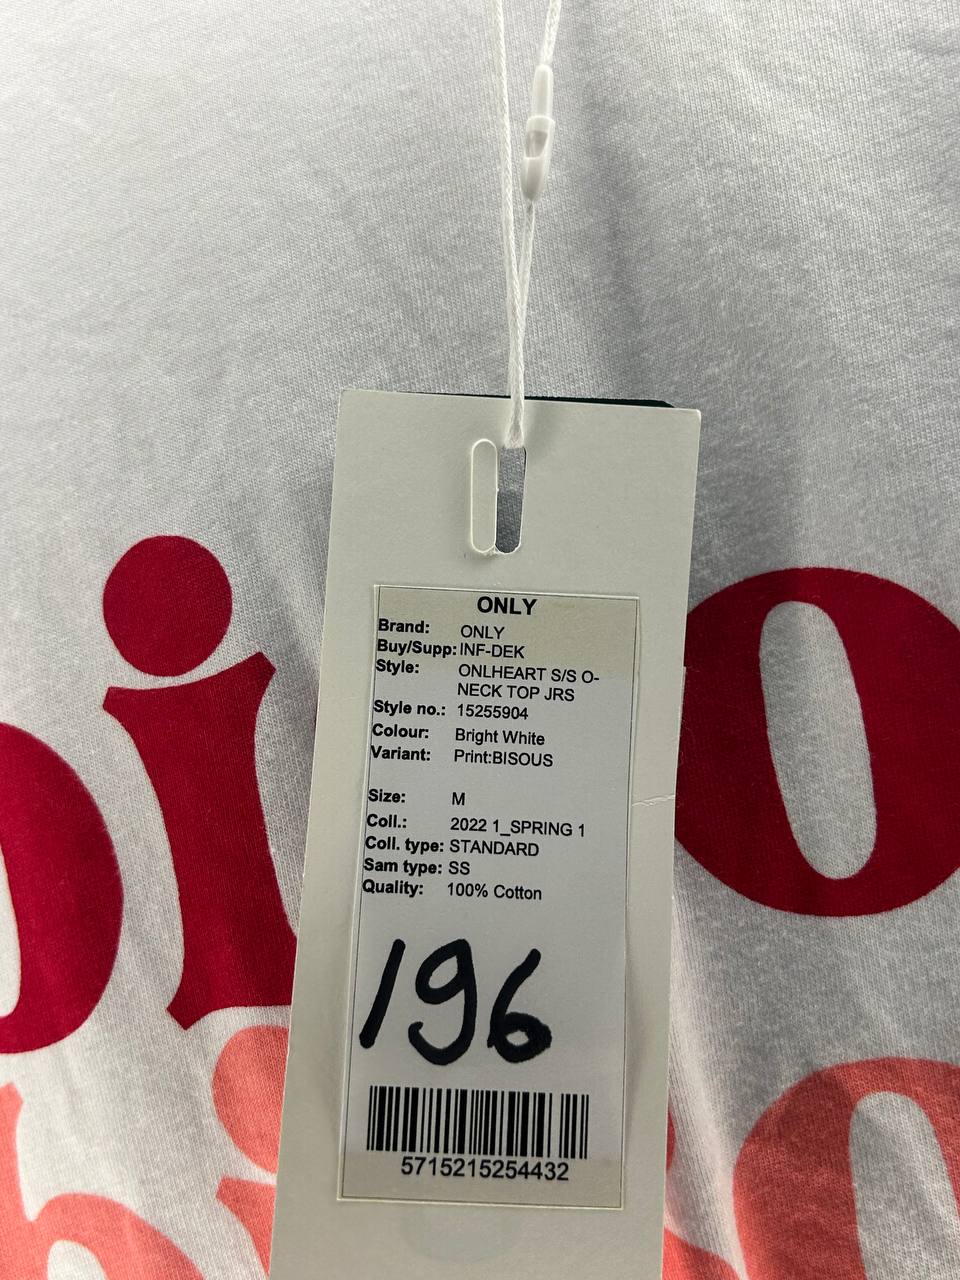 ONLY
Brand: ONLY
Buy/Supp: INF-DEK
Style: ONLHEART S/S O-
NECK TOP JRS
Style no.: 15255904
Colour: Bright White
Variant: Print:BISOUS
Size: M
Coll.: 2022 1_SPRING 1
Coll. type: STANDARD
Sam type: SS
Quality: 100% Cotton
196
5715215254432